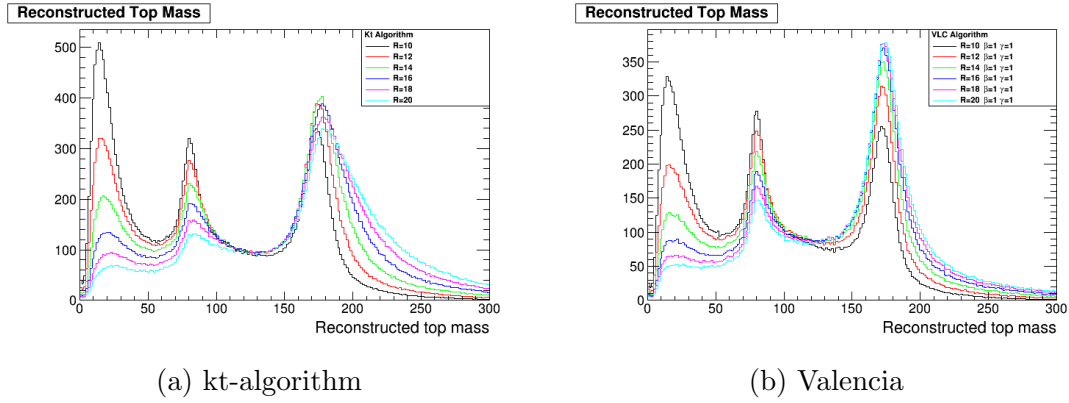 Reconstructed Top Mass
Kt Algorithm
R=10
R=12
R=14
R=16
R=18
R=20
500
400
300
200
100
0
0 50 100 150 200 250 300
Reconstructed top mass
(a) kt-algorithm
Reconstructed Top Mass
VLC Algorithm
R=10 β=1 γ=1
R=12 β=1 γ=1
R=14 β=1 γ=1
R=16 β=1 γ=1
R=18 β=1 γ=1
R=20 β=1 γ=1
350
300
250
200
150
100
50
0
0 50 100 150 200 250 300
Reconstructed top mass
(b) Valencia